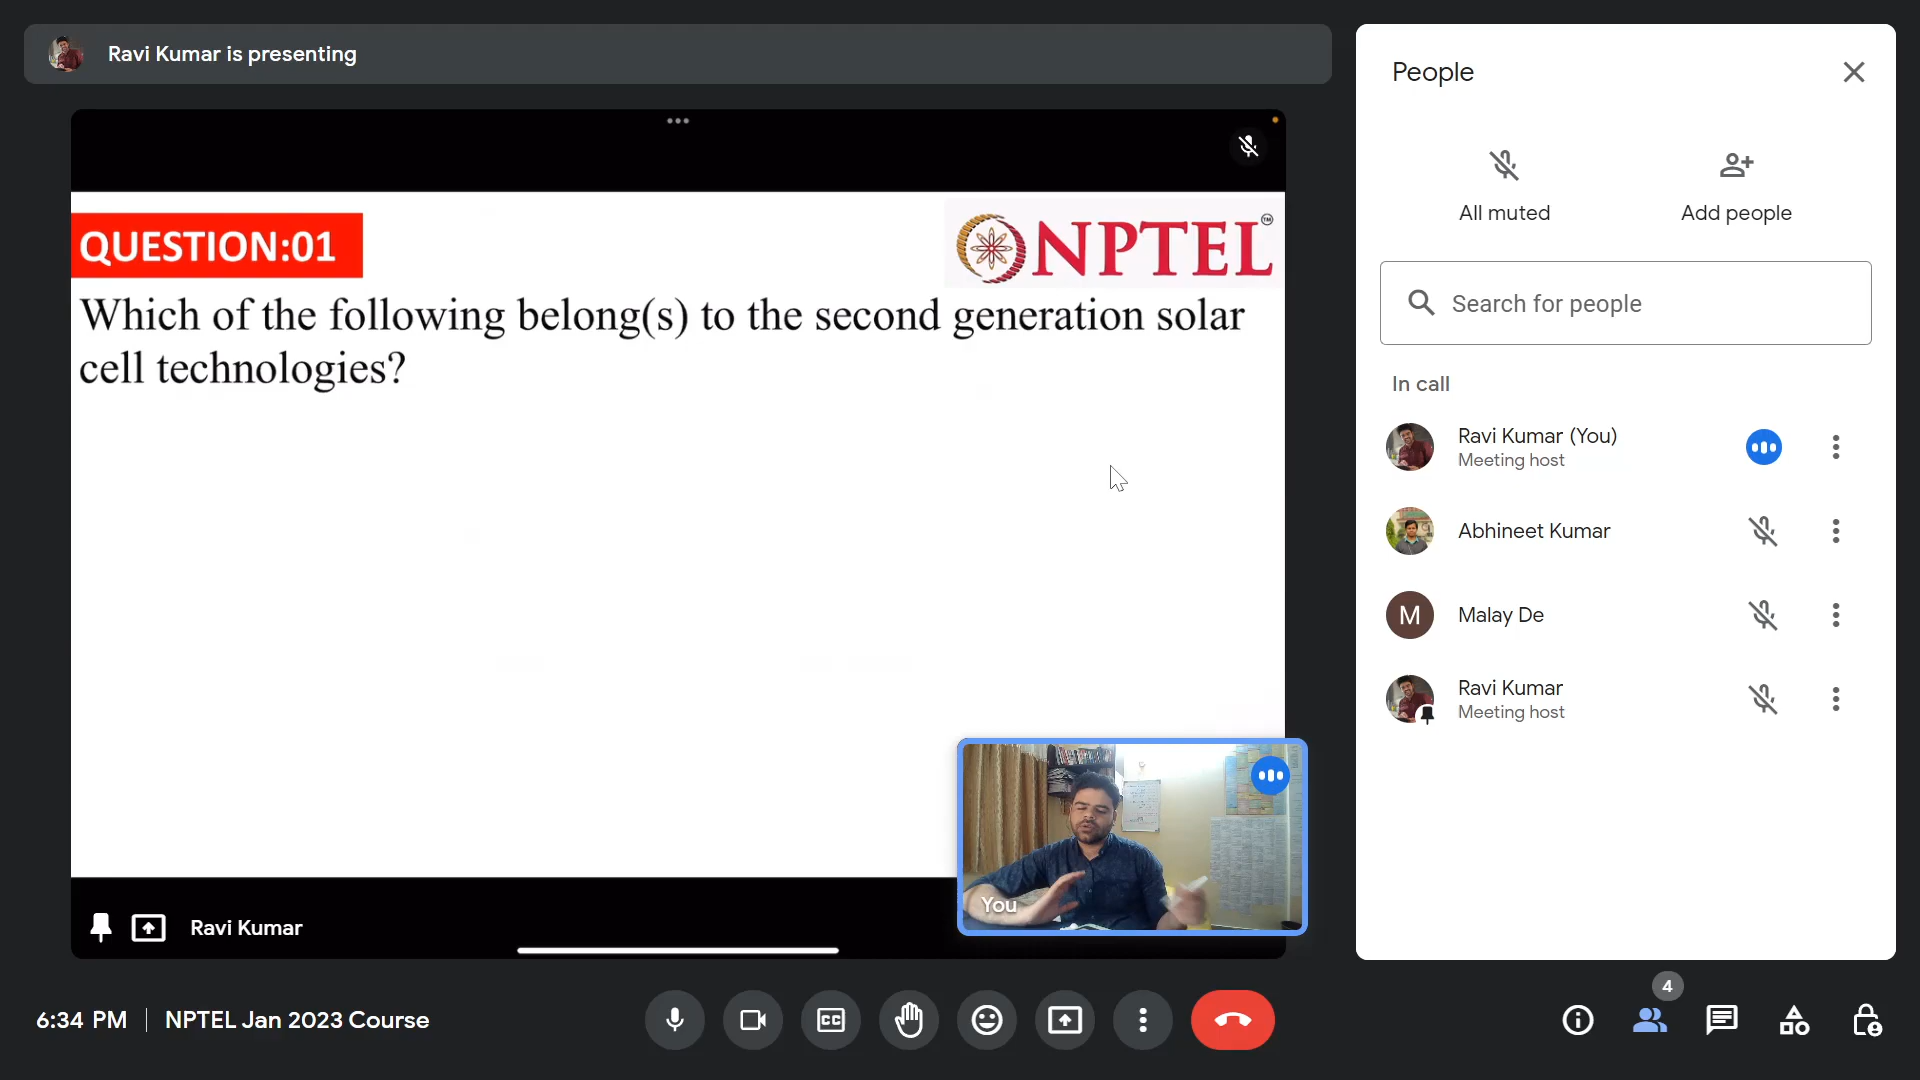 Ravi Kumar is presenting
QUESTION:01
NPTEL™
Which of the following belong(s) to the second generation solar
cell technologies?
You
Ravi Kumar
People
All muted
Add people
Search for people
In call
Ravi Kumar (You)
Meeting host
Abhineet Kumar
M
Malay De
Ravi Kumar
Meeting host
6:34 PM
NPTEL Jan 2023 Course
CC
4